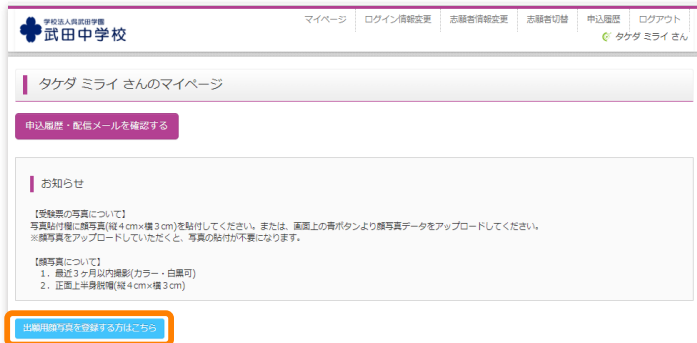 学校法人呉武田学園
武田中学校
マイページ
ログイン情報変更
志願者情報変更
志願者切替
申込履歴
ログアウト
タケダ ミライ さん
タケダ ミライ さんのマイページ
申込履歴・配信メールを確認する
お知らせ
【受験票の写真について】
写真貼付欄に顔写真(縦４cm×横３cm)を貼付してください。または、画面上の青ボタンより顔写真データをアップロードしてください。
※顔写真をアップロードしていただくと、写真の貼付が不要になります。
【顔写真について】
１．最近３ヶ月以内撮影(カラー・白黒可)
２．正面上半身脱帽(縦４cm×横３cm)
出願用顔写真を登録する方はこちら